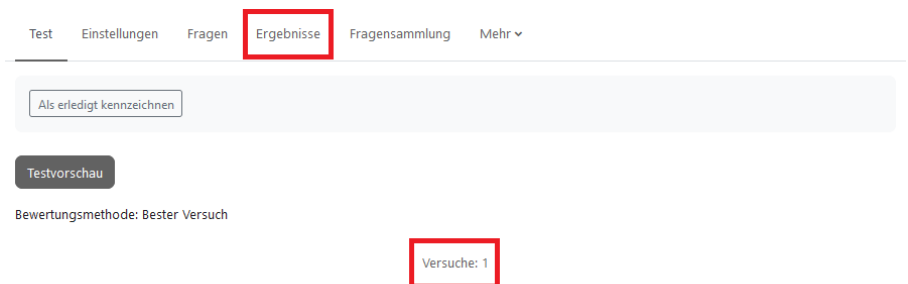 Test Einstellungen Fragen Ergebnisse Fragensammlung Mehr
Als erledigt kennzeichnen
Testvorschau
Bewertungsmethode: Bester Versuch
Versuche: 1